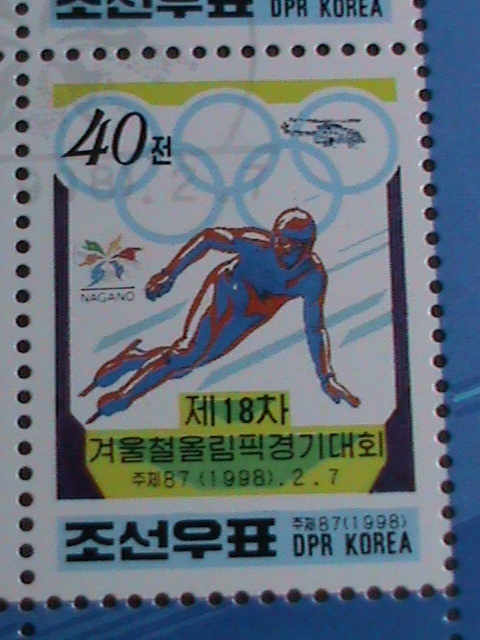 조선우표 DPR KOREA
40전
NAGANO
제18차
겨울철올림픽경기대회
주체87(1998).2.7
주체87(1998)
조선우표 DPR KOREA